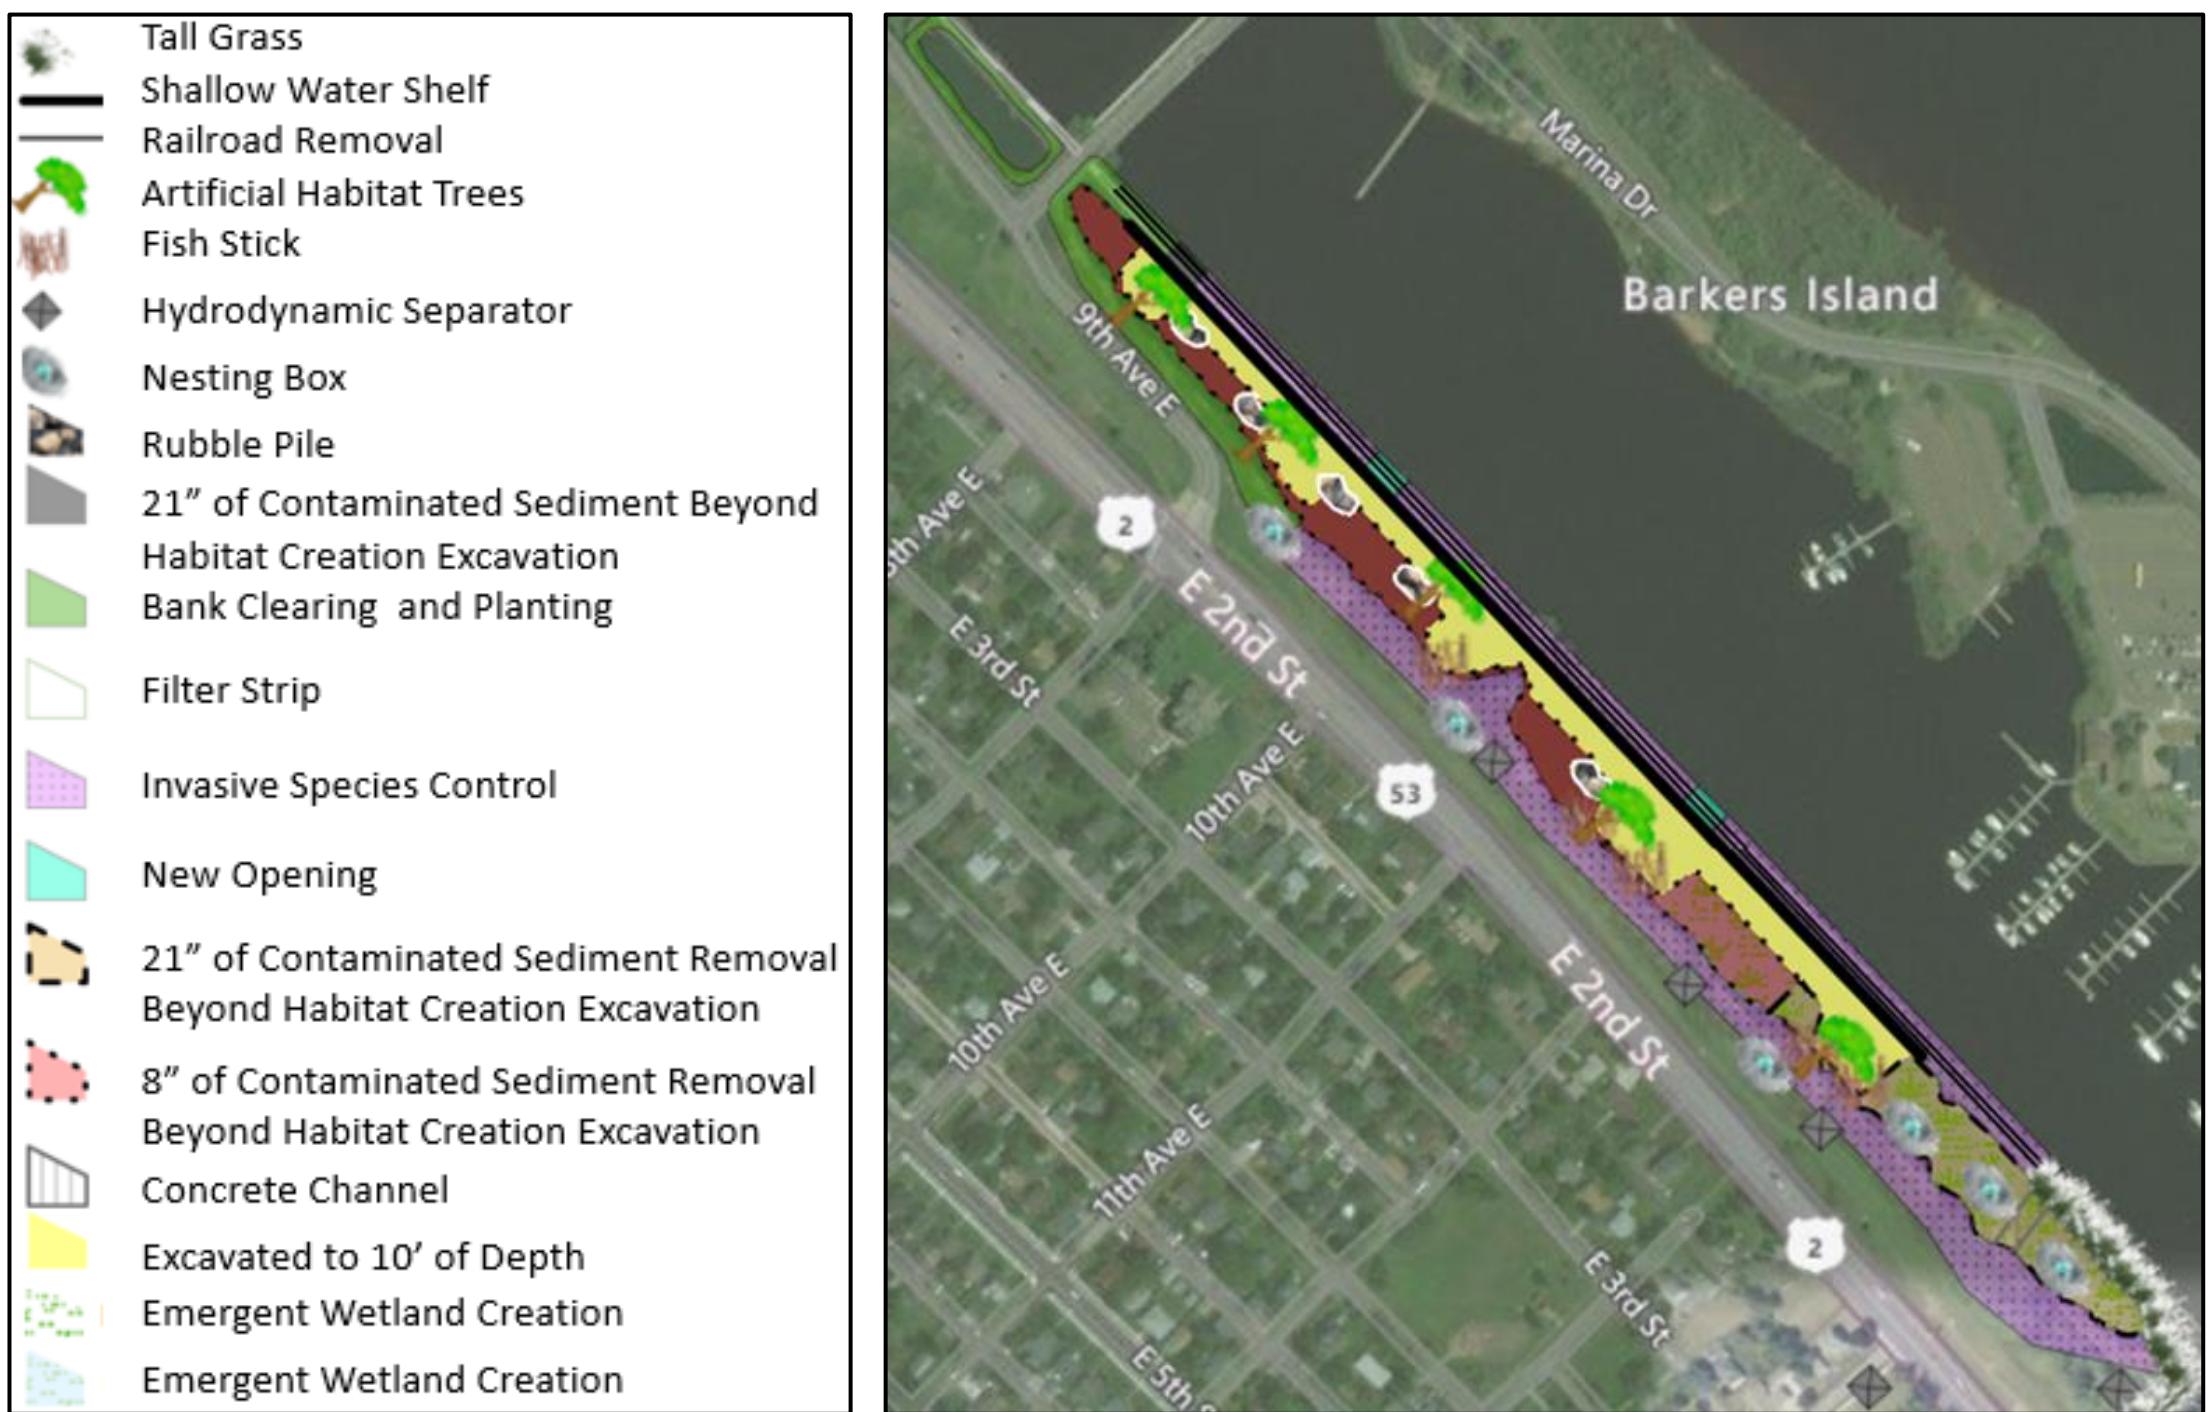 Tall Grass
Shallow Water Shelf
Railroad Removal
Artificial Habitat Trees
Fish Stick
Hydrodynamic Separator
Nesting Box
Rubble Pile
21” of Contaminated Sediment Beyond
Habitat Creation Excavation
Bank Clearing and Planting
Filter Strip
Invasive Species Control
New Opening
21” of Contaminated Sediment Removal
Beyond Habitat Creation Excavation
8” of Contaminated Sediment Removal
Beyond Habitat Creation Excavation
Concrete Channel
Excavated to 10’ of Depth
Emergent Wetland Creation
Emergent Wetland Creation
Marina Dr
Barkers Island
9th Ave E
Ave E
2
E 2nd St
E 3rd St
10th Ave E
53
E 2nd St
10th Ave E
11th Ave E
2
E 3rd St
E 5th